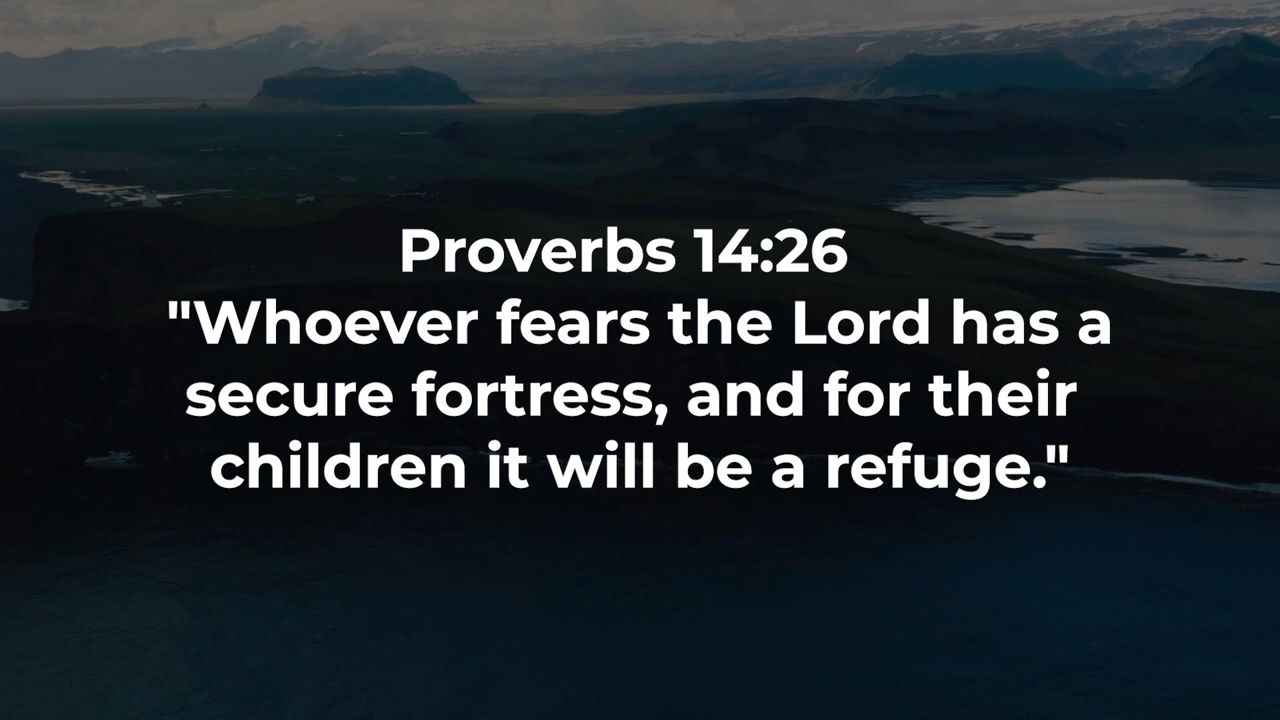 Proverbs 14:26
"Whoever fears the Lord has a
secure fortress, and for their
children it will be a refuge."